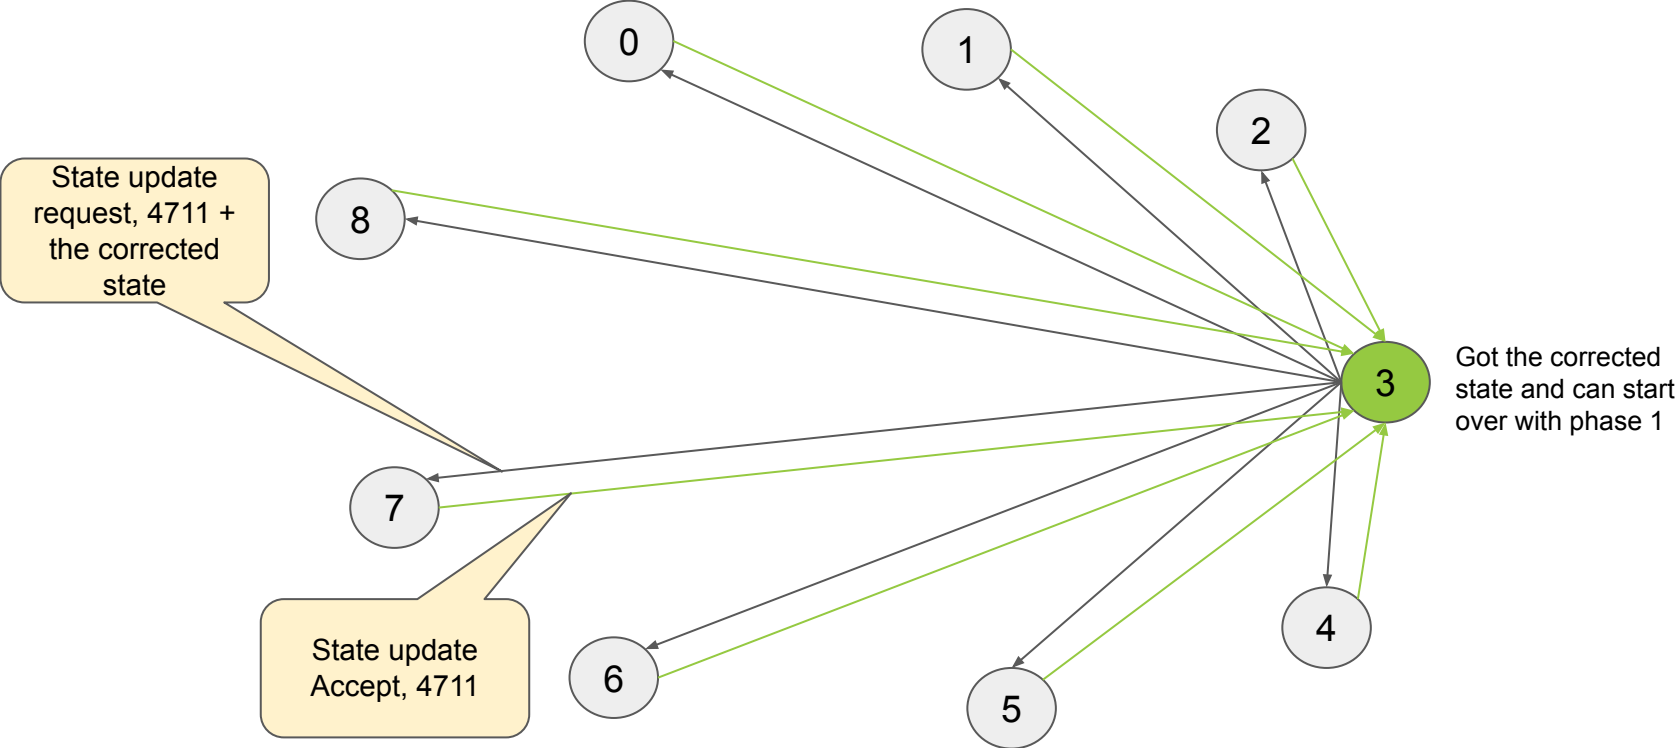 0
1
2
State update
request, 4711 +
the corrected
state
8
3
Got the corrected
state and can start
over with phase 1
7
State update
Accept, 4711
6
5
4